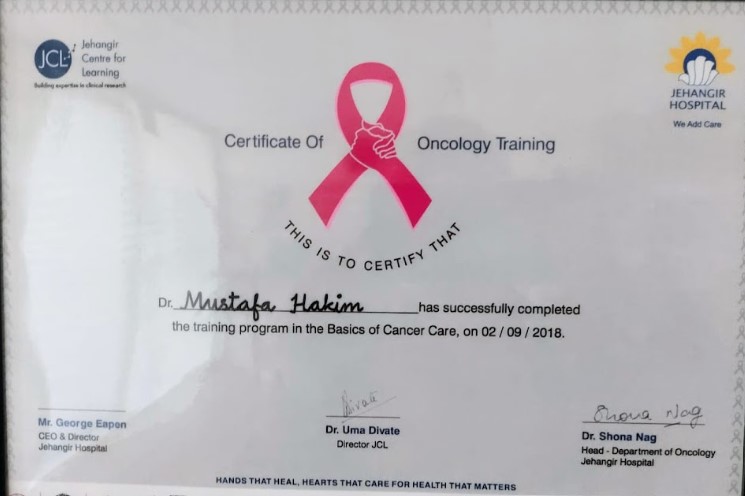 JCL
Jehangir
Centre for
Learning
Building expertise in clinical research
JEHANGIR
HOSPITAL
We Add Care
Certificate Of Oncology Training
THIS IS TO CERTIFY THAT
Dr. Mustafa Hakim has successfully completed
the training program in the Basics of Cancer Care, on 02 / 09 / 2018.
Mr. George Eapen
CEO & Director
Jehangir Hospital
Divate
Dr. Uma Divate
Director JCL
Shona Nag
Dr. Shona Nag
Head - Department of Oncology
Jehangir Hospital
HANDS THAT HEAL, HEARTS THAT CARE FOR HEALTH THAT MATTERS